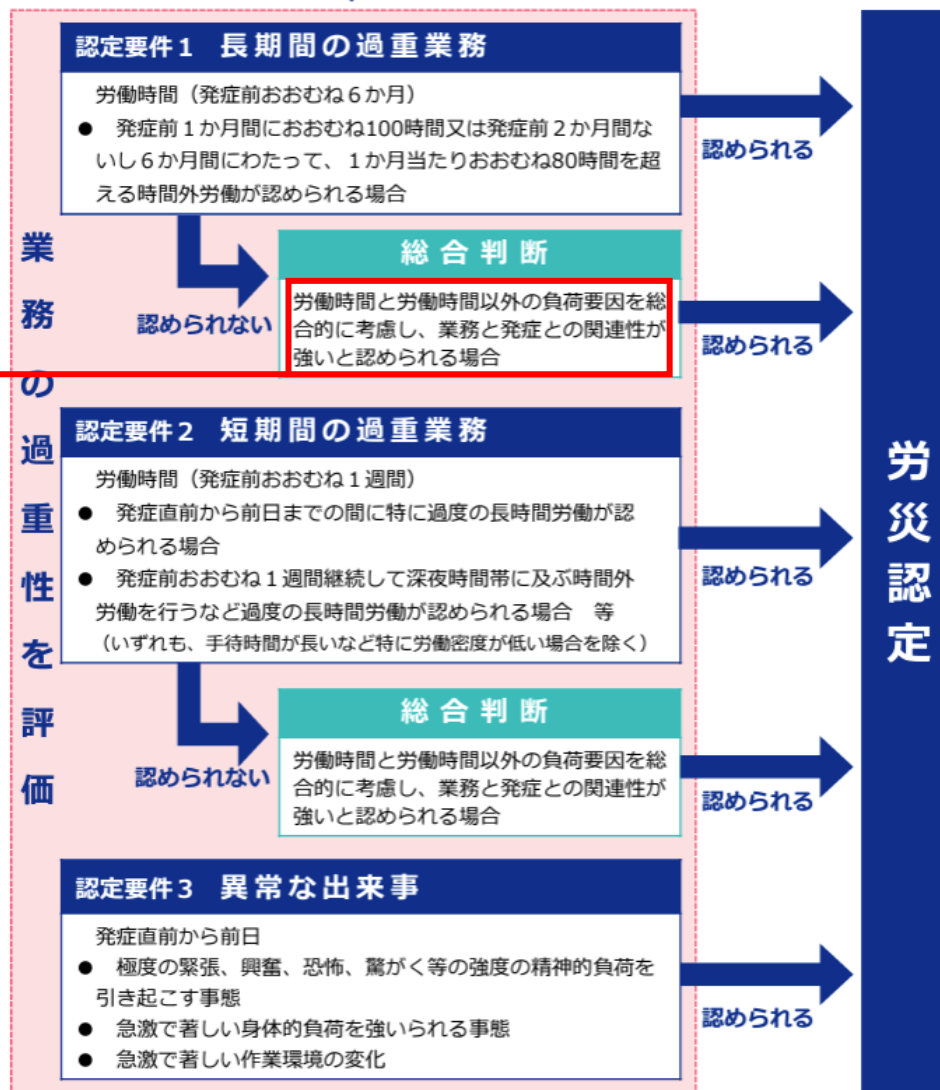 認定要件1 長期間の過重業務
労働時間（発症前おおむね６か月）
● 発症前１か月間におおむね100時間又は発症前２か月間な
いし６か月間にわたって、１か月当たりおおむね80時間を超
える時間外労働が認められる場合
認められる
認められない
総合判断
労働時間と労働時間以外の負荷要因を総
合的に考慮し、業務と発症との関連性が
強いと認められる場合
認められる
業務の過重性を評価
認定要件2 短期間の過重業務
労働時間（発症前おおむね１週間）
● 発症直前から前日までの間に特に過度の長時間労働が認
められる場合
● 発症前おおむね１週間継続して深夜時間帯に及ぶ時間外
労働を行うなど過度の長時間労働が認められる場合 等
（いずれも、手待時間が長いなど特に労働密度が低い場合を除く）
認められる
認められない
総合判断
労働時間と労働時間以外の負荷要因を総
合的に考慮し、業務と発症との関連性が
強いと認められる場合
認められる
認定要件3 異常な出来事
発症直前から前日
● 極度の緊張、興奮、恐怖、驚がく等の強度の精神的負荷を
引き起こす事態
● 急激で著しい身体的負荷を強いられる事態
● 急激で著しい作業環境の変化
認められる
労災認定